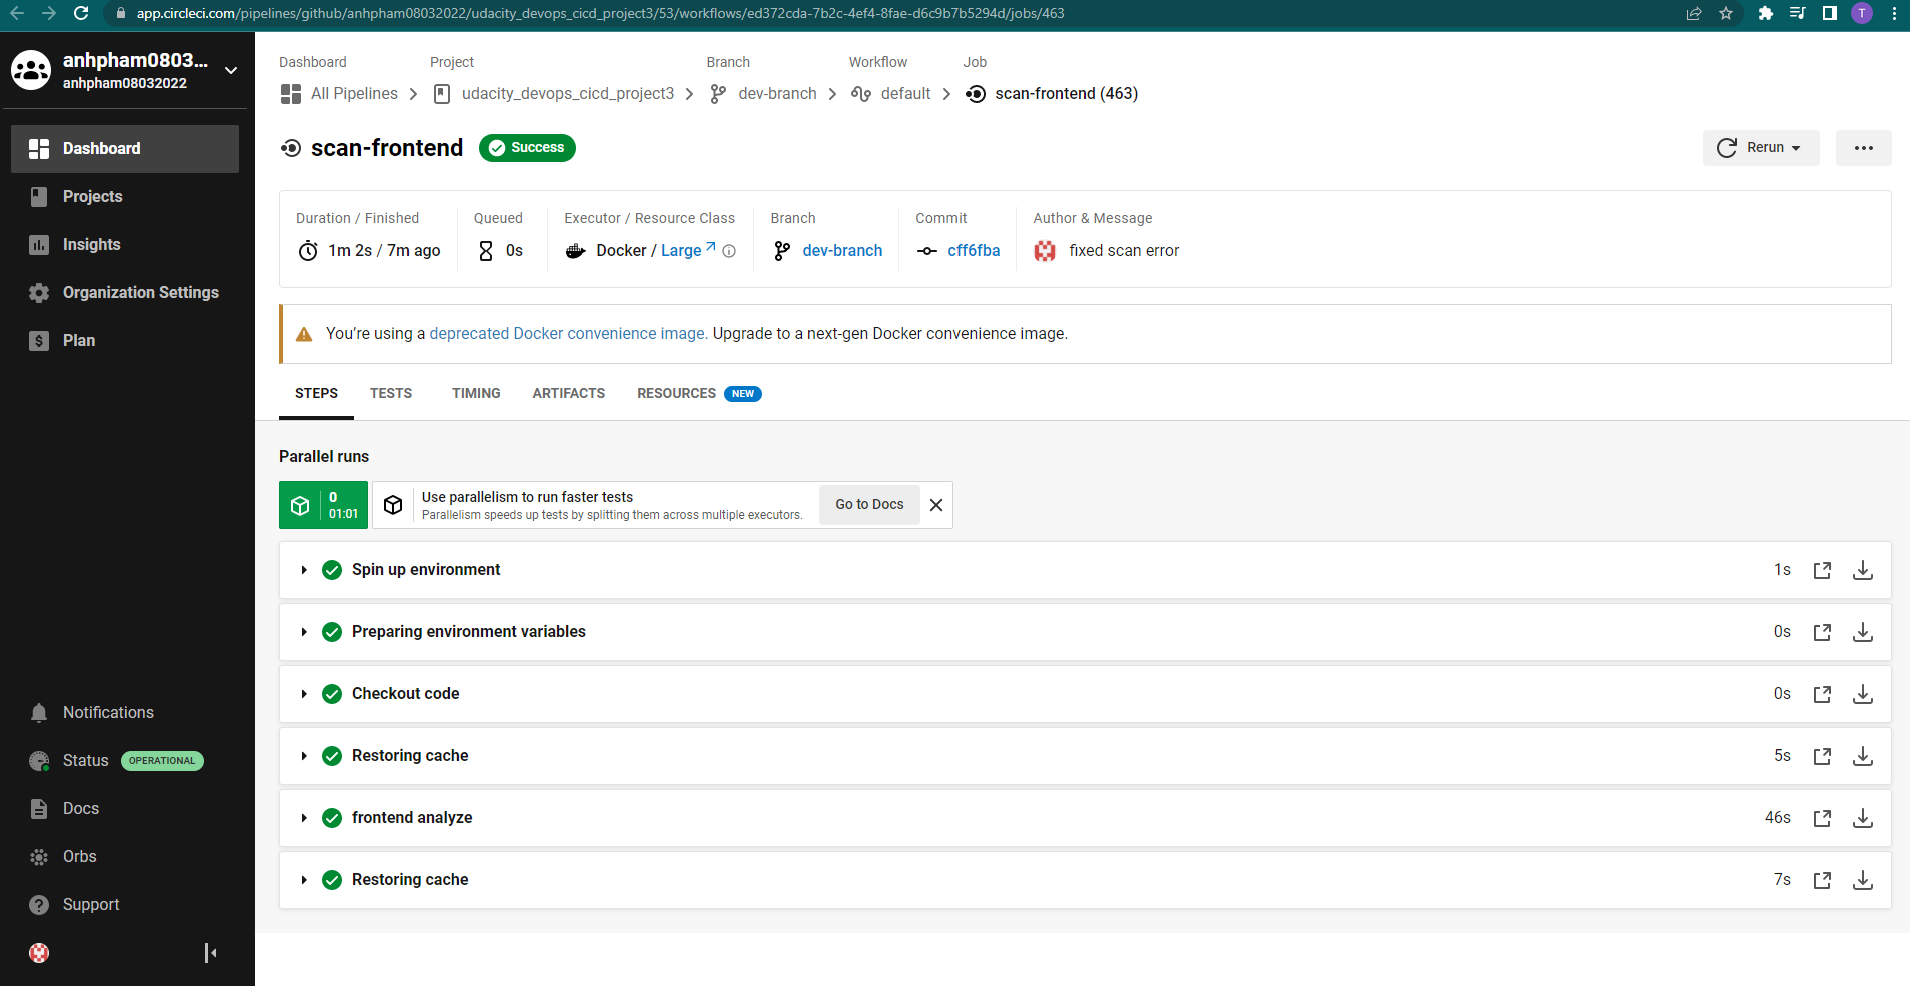 app.circleci.com/pipelines/github/anhpham08032022/udacity_devops_cicd_project3/53/workflows/ed372cda-7b2c-4ef4-8fae-d6c9b7b5294d/jobs/463
T
anhpham0803...
anhpham08032022
Dashboard
Projects
Insights
Organization Settings
Plan
Notifications
Status OPERATIONAL
Docs
Orbs
Support
Dashboard Project Branch Workflow Job
All Pipelines udacity_devops_cicd_project3 dev-branch default scan-frontend (463)
scan-frontend Success Rerun
Duration / Finished Queued Executor / Resource Class Branch Commit Author & Message
1m 2s / 7m ago 0s Docker / Large dev-branch cff6fba fixed scan error
You’re using a deprecated Docker convenience image. Upgrade to a next-gen Docker convenience image.
STEPS TESTS TIMING ARTIFACTS RESOURCES NEW
Parallel runs
0
01:01
Use parallelism to run faster tests
Parallelism speeds up tests by splitting them across multiple executors.
Go to Docs
Spin up environment 1s
Preparing environment variables 0s
Checkout code 0s
Restoring cache 5s
frontend analyze 46s
Restoring cache 7s